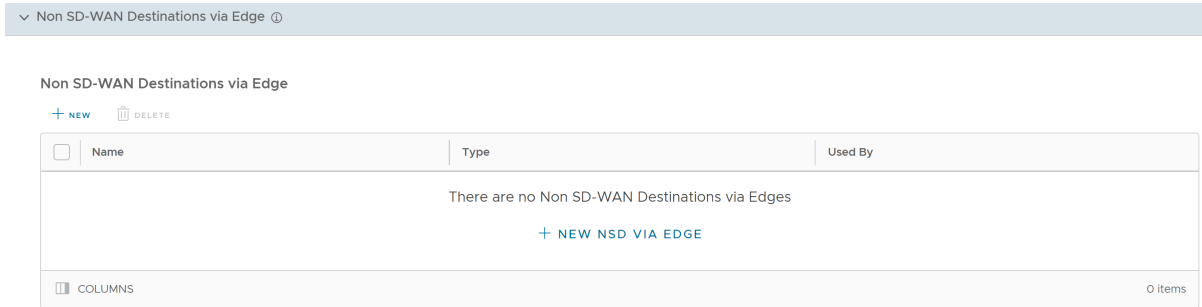 Non SD-WAN Destinations via Edge
Non SD-WAN Destinations via Edge
NEW DELETE
Name Type Used By
There are no Non SD-WAN Destinations via Edges
+ NEW NSD VIA EDGE
COLUMNS 0 items